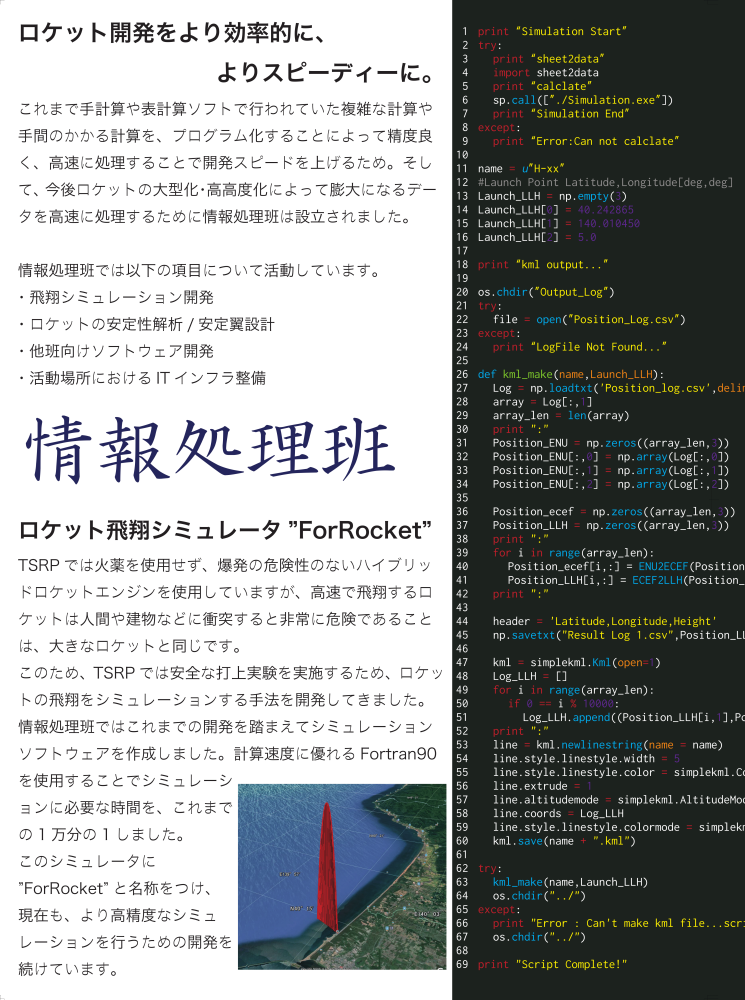 ロケット開発をより効率的に、
よりスピーディーに。
これまで手計算や表計算ソフトで行われていた複雑な計算や
手間のかかる計算を、プログラム化することによって精度良
く、高速に処理することで開発スピードを上げるため。そし
て、今後ロケットの大型化・高高度化によって膨大になるデー
タを高速に処理するために情報処理班は設立されました。
情報処理班では以下の項目について活動しています。
・飛翔シミュレーション開発
・ロケットの安定性解析 / 安定翼設計
・他班向けソフトウェア開発
・活動場所における IT インフラ整備
情報処理班
ロケット飛翔シミュレータ ”ForRocket”
TSRP では火薬を使用せず、爆発の危険性のないハイブリッ
ドロケットエンジンを使用していますが、高速で飛翔するロ
ケットは人間や建物などに衝突すると非常に危険であること
は、大きなロケットと同じです。
このため、TSRP では安全な打上実験を実施するため、ロケッ
トの飛翔をシミュレーションする手法を開発してきました。
情報処理班ではこれまでの開発を踏まえてシミュレーション
ソフトウェアを作成しました。計算速度に優れる Fortran90
を使用することでシミュレーシ
ョンに必要な時間を、これまで
の 1 万分の 1 しました。
このシミュレータに
”ForRocket” と名称をつけ、
現在も、より高精度なシミュ
レーションを行うための開発を
続けています。
1 print "Simulation Start"
2 try:
3 print "sheet2data"
4 import sheet2data
5 print "calclate"
6 sp.call(["./Simulation.exe"])
7 print "Simulation End"
8 except:
9 print "Error:Can not calclate"
10
11 name = u"H-xx"
12 #Launch Point Latitude,Longitude[deg,deg]
13 Launch_LLH = np.empty(3)
14 Launch_LLH[0] = 40.242865
15 Launch_LLH[1] = 140.010450
16 Launch_LLH[2] = 5.0
17
18 print "kml output..."
19
20 os.chdir("Output_Log")
21 try:
22 file = open("Position_Log.csv")
23 except:
24 print "LogFile Not Found..."
25
26 def kml_make(name,Launch_LLH):
27 Log = np.loadtxt('Position_log.csv',delin
28 array = Log[:,1]
29 array_len = len(array)
30 print ":"
31 Position_ENU = np.zeros((array_len,3))
32 Position_ENU[:,0] = np.array(Log[:,0])
33 Position_ENU[:,1] = np.array(Log[:,1])
34 Position_ENU[:,2] = np.array(Log[:,2])
35
36 Position_ecef = np.zeros((array_len,3))
37 Position_LLH = np.zeros((array_len,3))
38 print ":"
39 for i in range(array_len):
40 Position_ecef[i,:] = ENU2ECEF(Position
41 Position_LLH[i,:] = ECEF2LLH(Position_
42 print ":"
43
44 header = 'Latitude,Longitude,Height'
45 np.savetxt("Result Log 1.csv",Position_LL
46
47 kml = simplekml.Kml(open=1)
48 Log_LLH = []
49 for i in range(array_len):
50 if 0 == i % 10000:
51 Log_LLH.append((Position_LLH[i,1],Po
52 print ":"
53 line = kml.newlinestring(name = name)
54 line.style.linestyle.width = 5
55 line.style.linestyle.color = simplekml.Co
56 line.extrude = 1
57 line.altitudemode = simplekml.AltitudeMod
58 line.coords = Log_LLH
59 line.style.linestyle.colormode = simplekm
60 kml.save(name + ".kml")
61
62 try:
63 kml_make(name,Launch_LLH)
64 os.chdir("../")
65 except:
66 print "Error : Can't make kml file...scri
67 os.chdir("../")
68
69 print "Script Complete!"